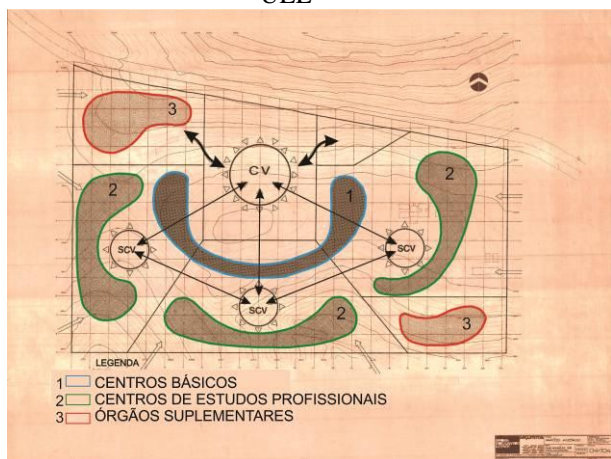 UEL
3
2
CV
1
2
SCV
SCV
SCV
2
3
LEGENDA
1 CENTROS BÁSICOS
2 CENTROS DE ESTUDOS PROFISSIONAIS
3 ÓRGÃOS SUPLEMENTARES